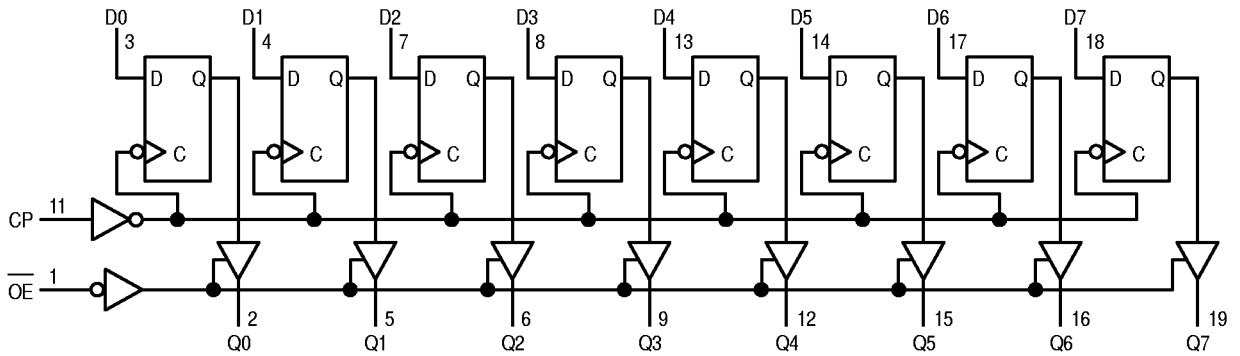 D0 D1 D2 D3 D4 D5 D6 D7
3 4 7 8 13 14 17 18
D Q D Q D Q D Q D Q D Q D Q D Q
C C C C C C C C
CP 11
OE 1
2 5 6 9 12 15 16 19
Q0 Q1 Q2 Q3 Q4 Q5 Q6 Q7